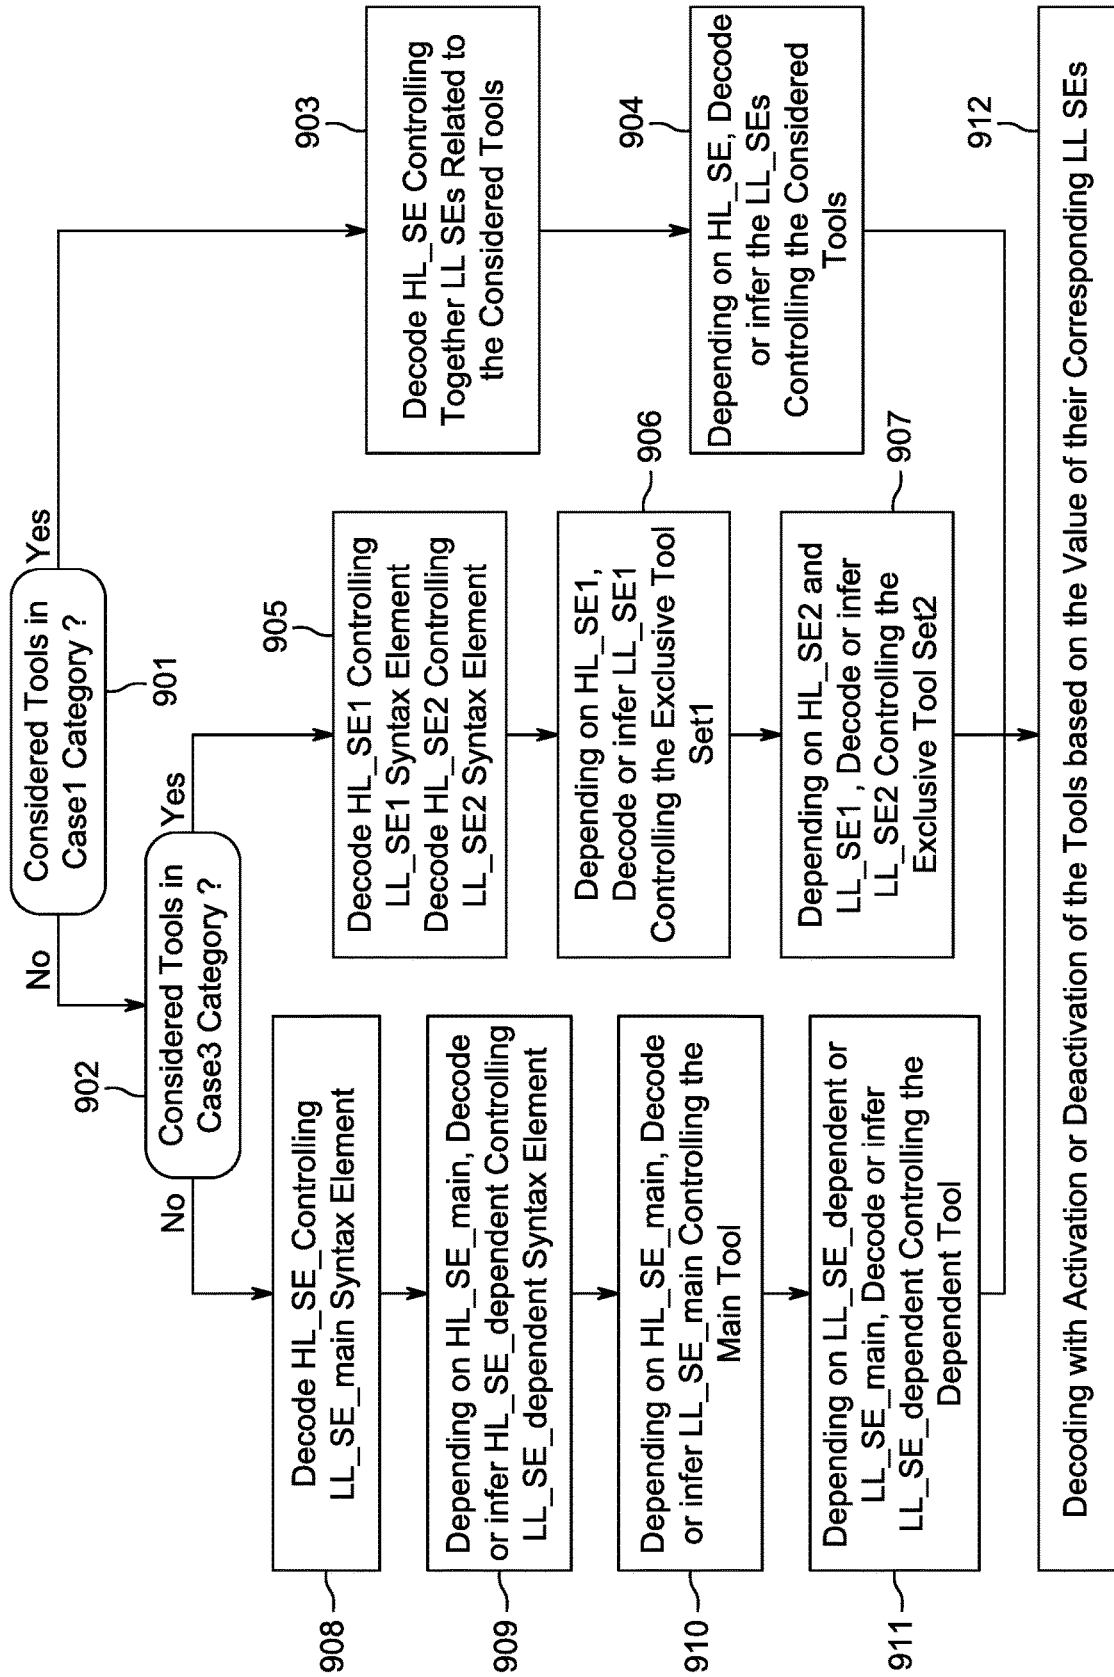 Considered Tools in
Case1 Category ?
901
Yes
No
902
Considered Tools in
Case3 Category ?
Yes
No
903
Decode HL_SE Controlling
Together LL SEs Related to
the Considered Tools
904
Depending on HL_SE, Decode
or infer the LL_SEs
Controlling the Considered
Tools
905
Decode HL_SE1 Controlling
LL_SE1 Syntax Element
Decode HL_SE2 Controlling
LL_SE2 Syntax Element
906
Depending on HL_SE1,
Decode or infer LL_SE1
Controlling the Exclusive Tool
Set1
907
Depending on HL_SE2 and
LL_SE1 , Decode or infer
LL_SE2 Controlling the
Exclusive Tool Set2
908
Decode HL_SE_Controlling
LL_SE_main Syntax Element
909
Depending on HL_SE_main, Decode
or infer HL_SE_dependent Controlling
LL_SE_dependent Syntax Element
910
Depending on HL_SE_main, Decode
or infer LL_SE_main Controlling the
Main Tool
911
Depending on LL_SE_dependent or
LL_SE_main, Decode or infer
LL_SE_dependent Controlling the
Dependent Tool
912
Decoding with Activation or Deactivation of the Tools based on the Value of their Corresponding LL SEs